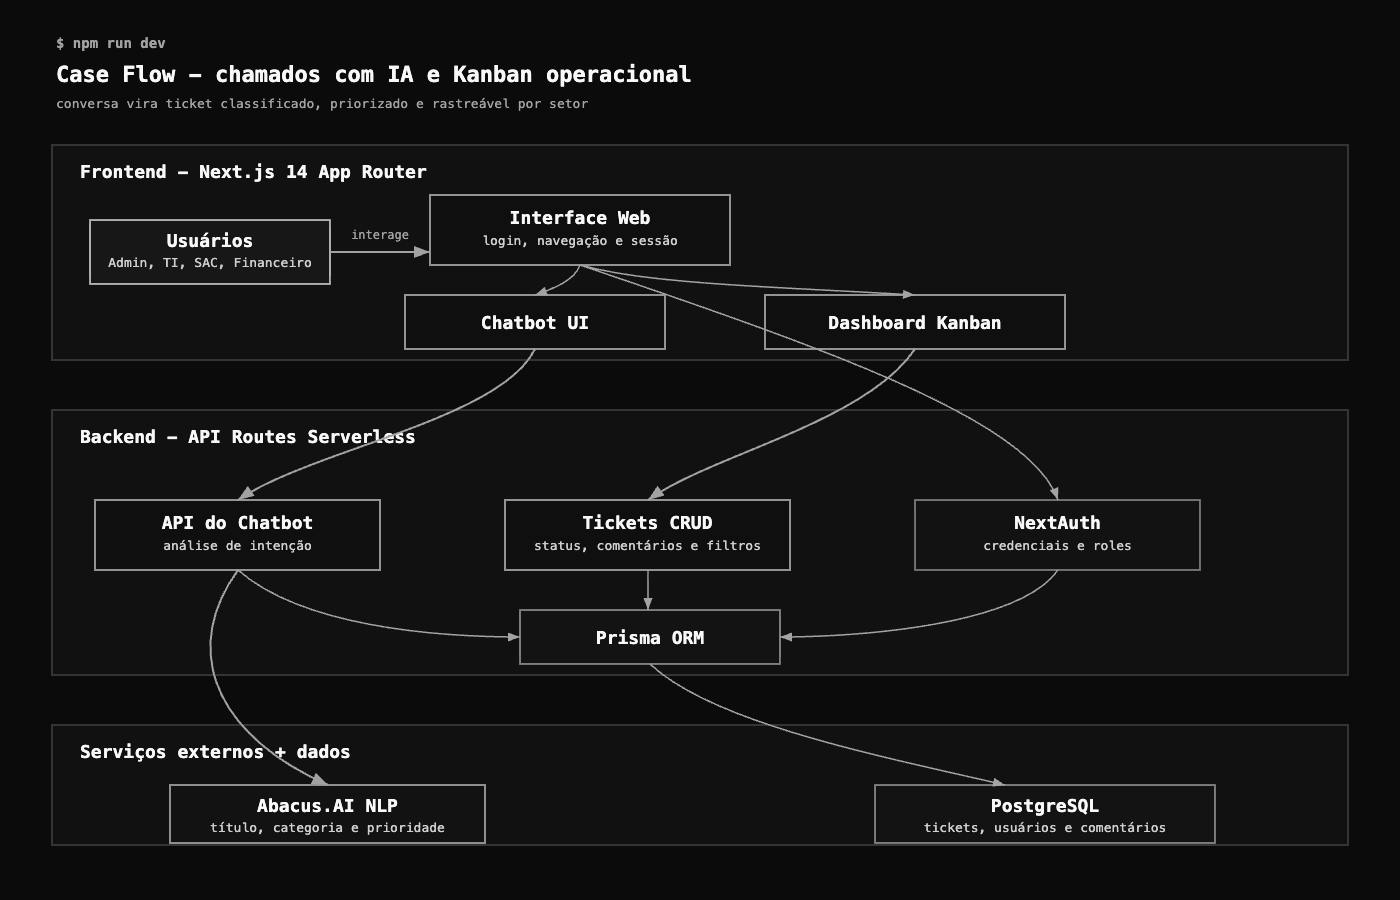 $ npm run dev
Case Flow — chamados com IA e Kanban operacional
conversa vira ticket classificado, priorizado e rastreável por setor
Frontend — Next.js 14 App Router
Usuários
Admin, TI, SAC, Financeiro
interage
Interface Web
login, navegação e sessão
Chatbot UI
Dashboard Kanban
Backend — API Routes Serverless
API do Chatbot
análise de intenção
Tickets CRUD
status, comentários e filtros
NextAuth
credenciais e roles
Prisma ORM
Serviços externos + dados
Abacus.AI NLP
título, categoria e prioridade
PostgreSQL
tickets, usuários e comentários